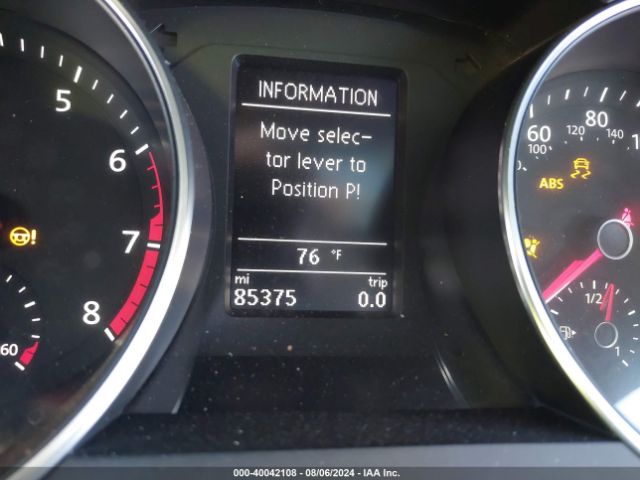 INFORMATION
Move selec-
tor lever to
Position P!
76 °F
mi trip
85375 0.0
5
6
7
8
60
60
80
100
120
140
ABS
1/2
1
000-40042108 - 08/06/2024 - IAA Inc.